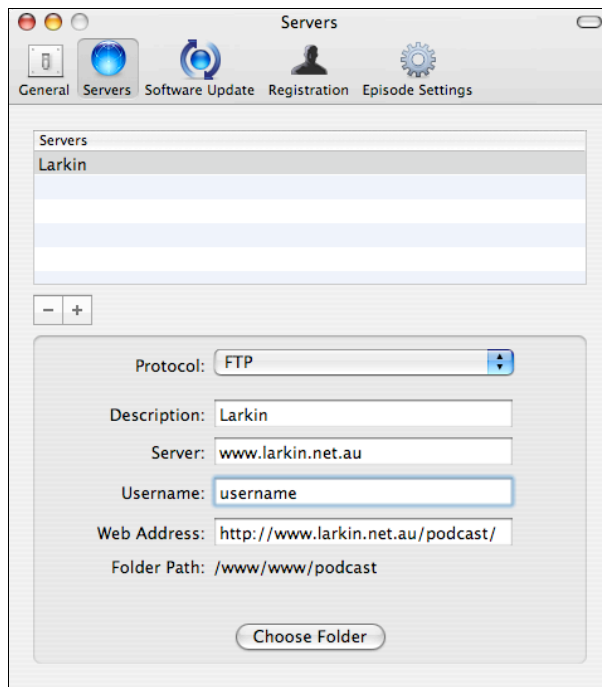 Servers
General Servers Software Update Registration Episode Settings
Servers
Larkin
Protocol: FTP
Description: Larkin
Server: www.larkin.net.au
Username: username
Web Address: http://www.larkin.net.au/podcast/
Folder Path: /www/www/podcast
Choose Folder